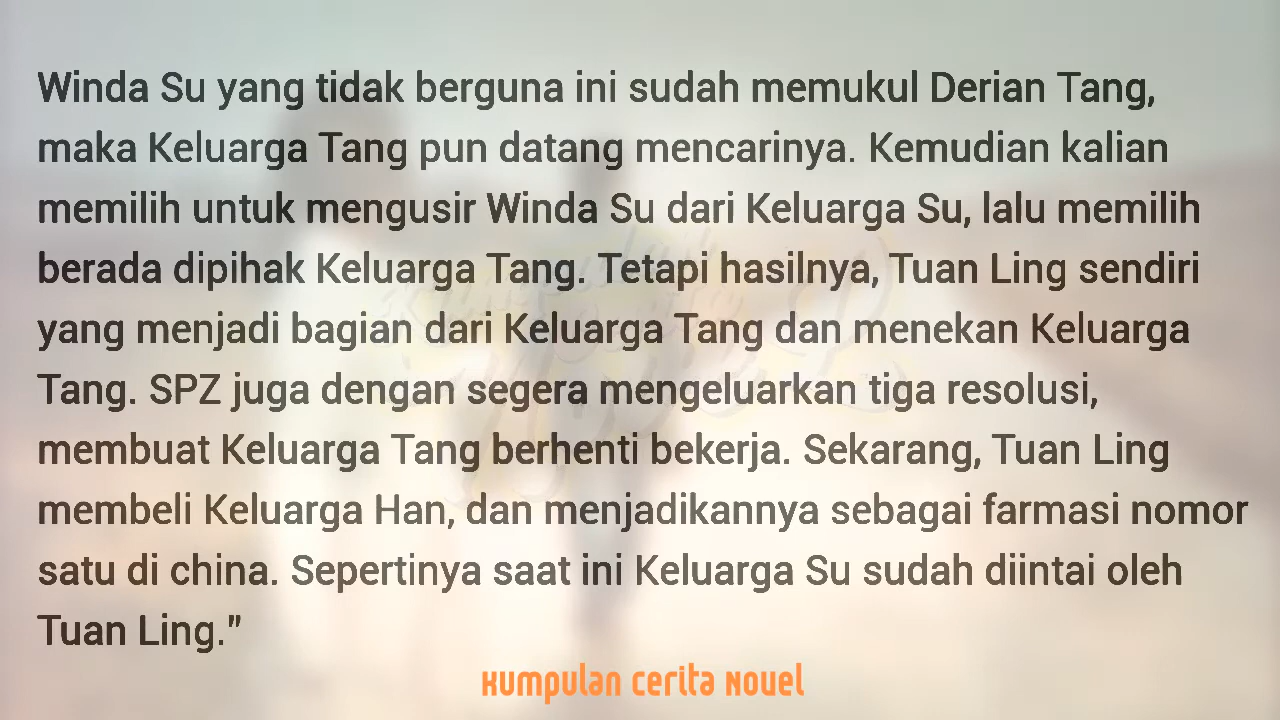 Winda Su yang tidak berguna ini sudah memukul Derian Tang,
maka Keluarga Tang pun datang mencarinya. Kemudian kalian
memilih untuk mengusir Winda Su dari Keluarga Su, lalu memilih
berada dipihak Keluarga Tang. Tetapi hasilnya, Tuan Ling sendiri
yang menjadi bagian dari Keluarga Tang dan menekan Keluarga
Tang. SPZ juga dengan segera mengeluarkan tiga resolusi,
membuat Keluarga Tang berhenti bekerja. Sekarang, Tuan Ling
membeli Keluarga Han, dan menjadikannya sebagai farmasi nomor
satu di china. Sepertinya saat ini Keluarga Su sudah diintai oleh
Tuan Ling."
Kumpulan Cerita Novel